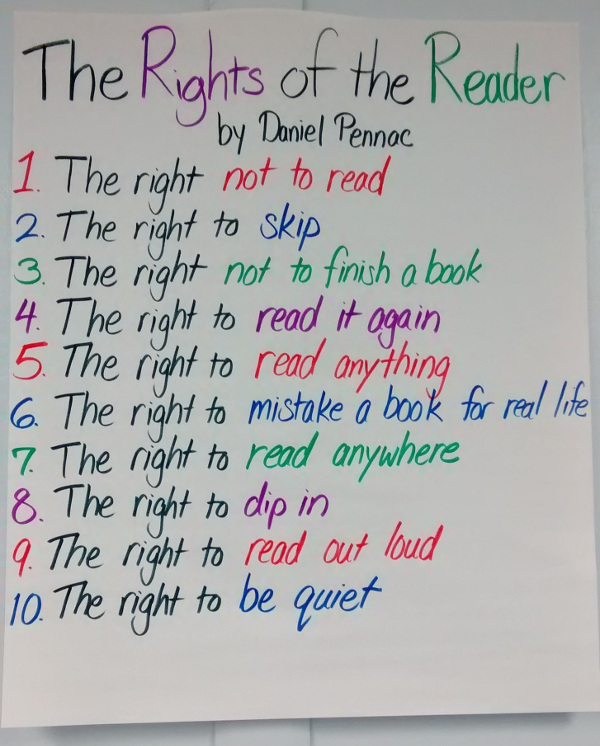 The Rights of the Reader
by Daniel Pennac
1. The right not to read
2. The right to skip
3. The right not to finish a book
4. The right to read it again
5. The right to read anything
6. The right to mistake a book for real life
7. The right to read anywhere
8. The right to dip in
9. The right to read out loud
10. The right to be quiet